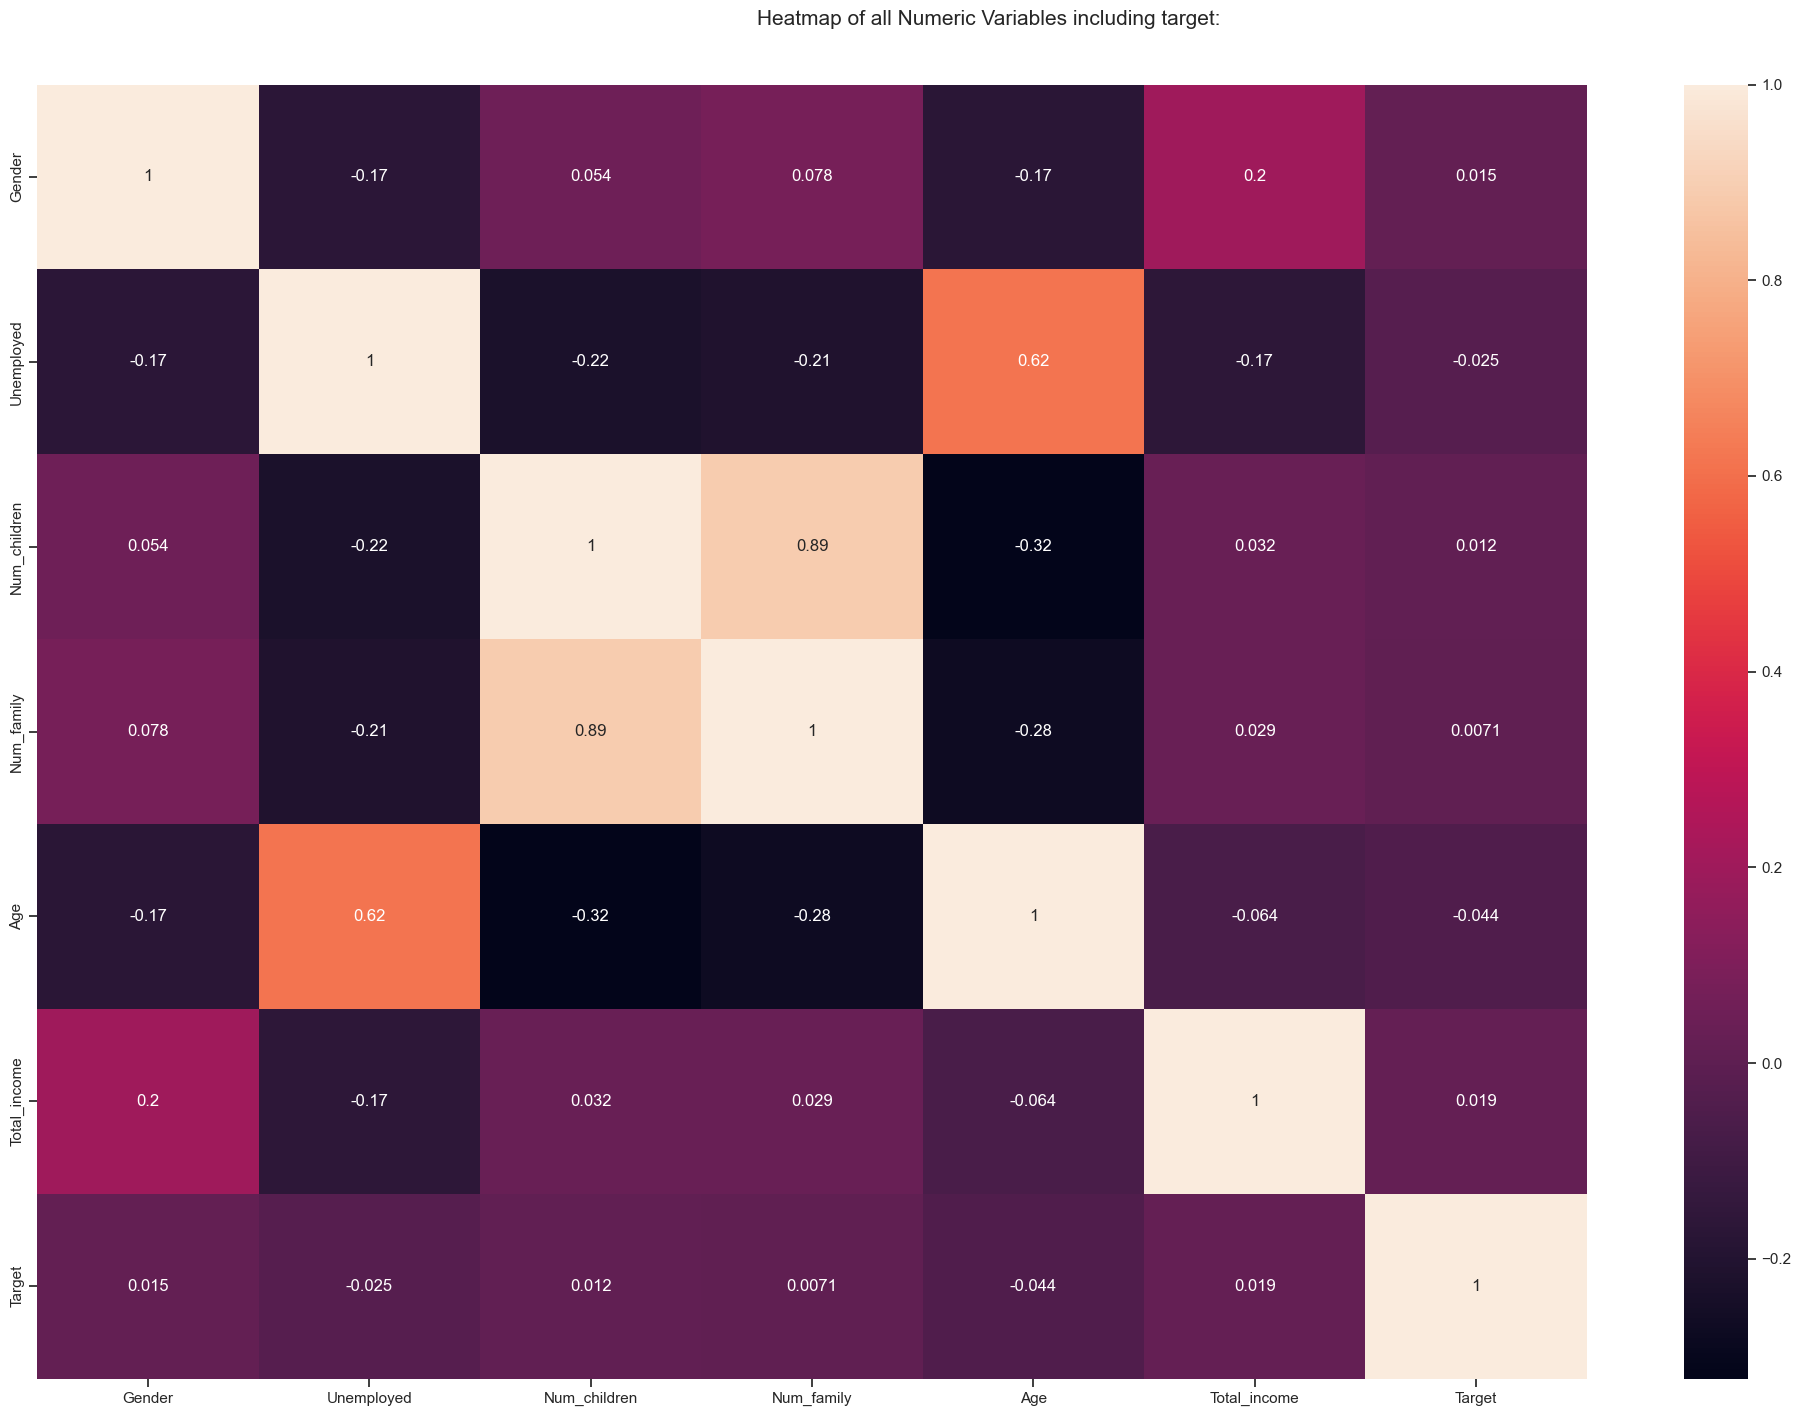 Heatmap of all Numeric Variables including target:
Gender 1 -0.17 0.054 0.078 -0.17 0.2 0.015
Unemployed -0.17 1 -0.22 -0.21 0.62 -0.17 -0.025
Num_children 0.054 -0.22 1 0.89 -0.32 0.032 0.012
Num_family 0.078 -0.21 0.89 1 -0.28 0.029 0.0071
Age -0.17 0.62 -0.32 -0.28 1 -0.064 -0.044
Total_income 0.2 -0.17 0.032 0.029 -0.064 1 0.019
Target 0.015 -0.025 0.012 0.0071 -0.044 0.019 1
Gender Unemployed Num_children Num_family Age Total_income Target
1.0
0.8
0.6
0.4
0.2
0.0
−0.2